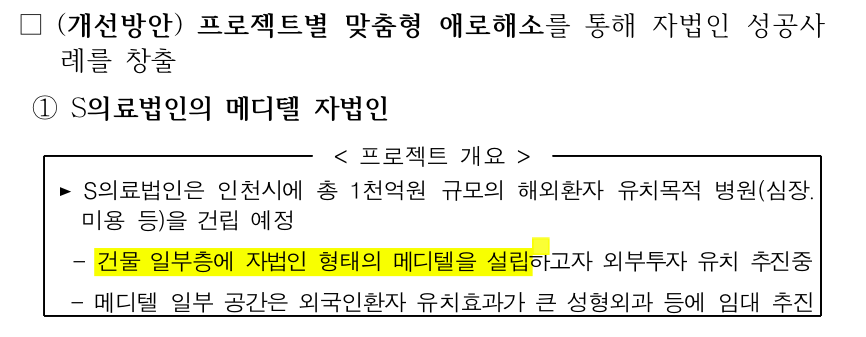 □ (개선방안) 프로젝트별 맞춤형 애로해소를 통해 자법인 성공사
례를 창출
① S의료법인의 메디텔 자법인
< 프로젝트 개요 >
► S의료법인은 인천시에 총 1천억원 규모의 해외환자 유치목적 병원(심장.
미용 등)을 건립 예정
– 건물 일부층에 자법인 형태의 메디텔을 설립하고자 외부투자 유치 추진중
– 메디텔 일부 공간은 외국인환자 유치효과가 큰 성형외과 등에 임대 추진